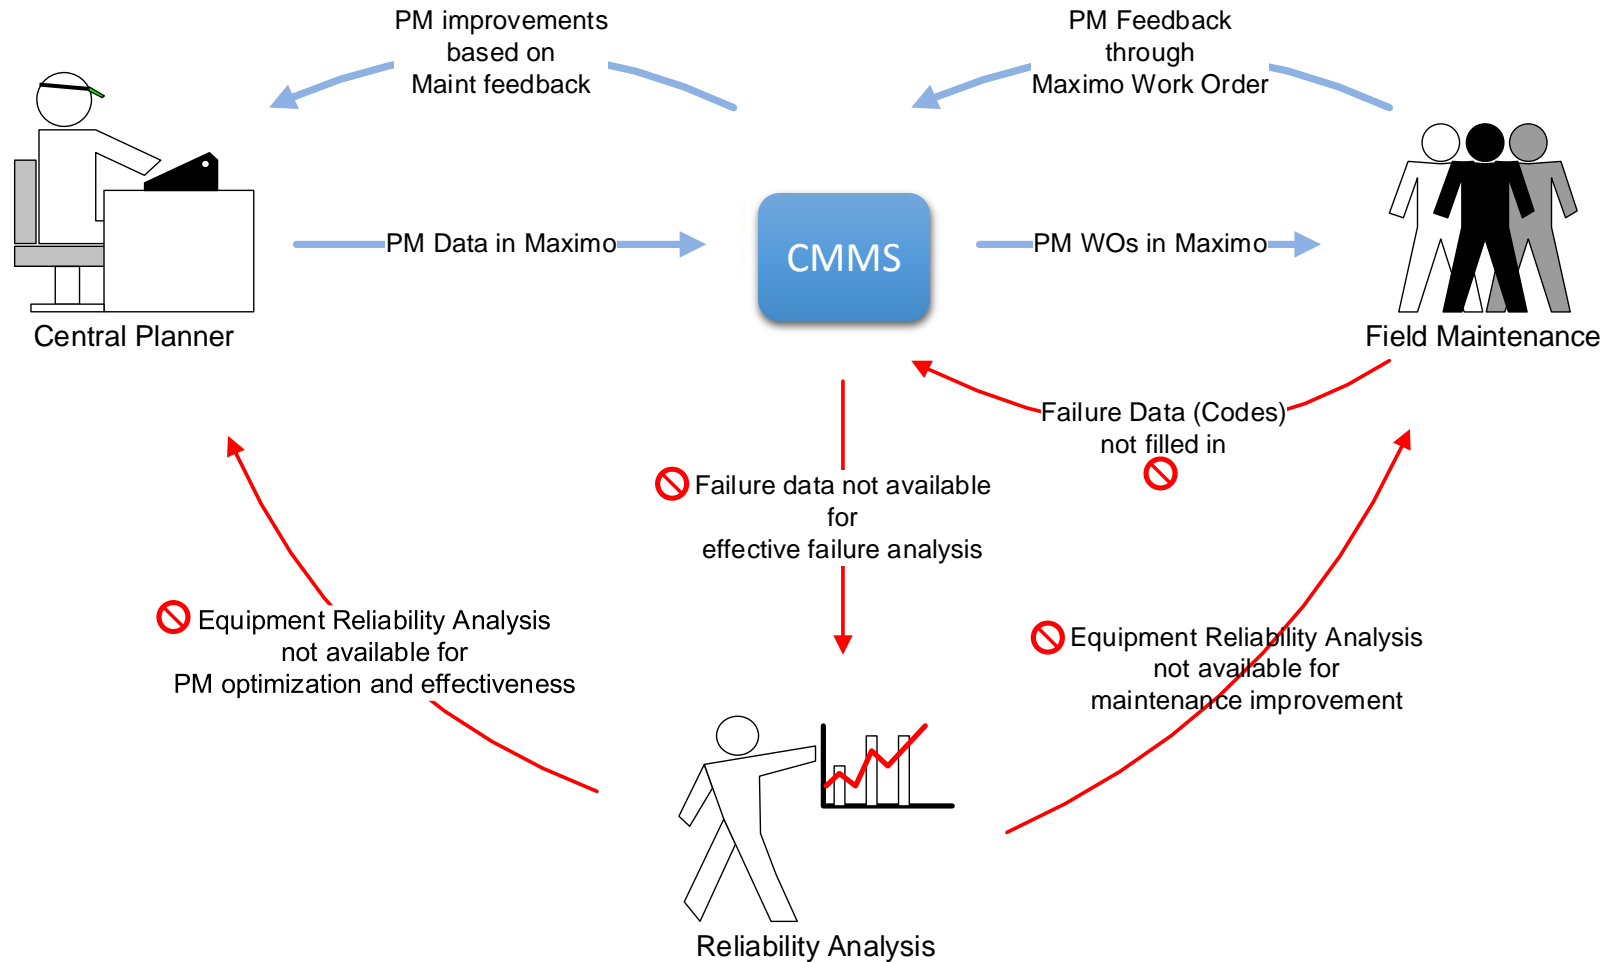 PM improvements
based on
Maint feedback
PM Feedback
through
Maximo Work Order
PM Data in Maximo
CMMS
PM WOs in Maximo
Central Planner
Field Maintenance
Failure Data (Codes)
not filled in
Failure data not available
for
effective failure analysis
Equipment Reliability Analysis
not available for
PM optimization and effectiveness
Equipment Reliability Analysis
not available for
maintenance improvement
Reliability Analysis